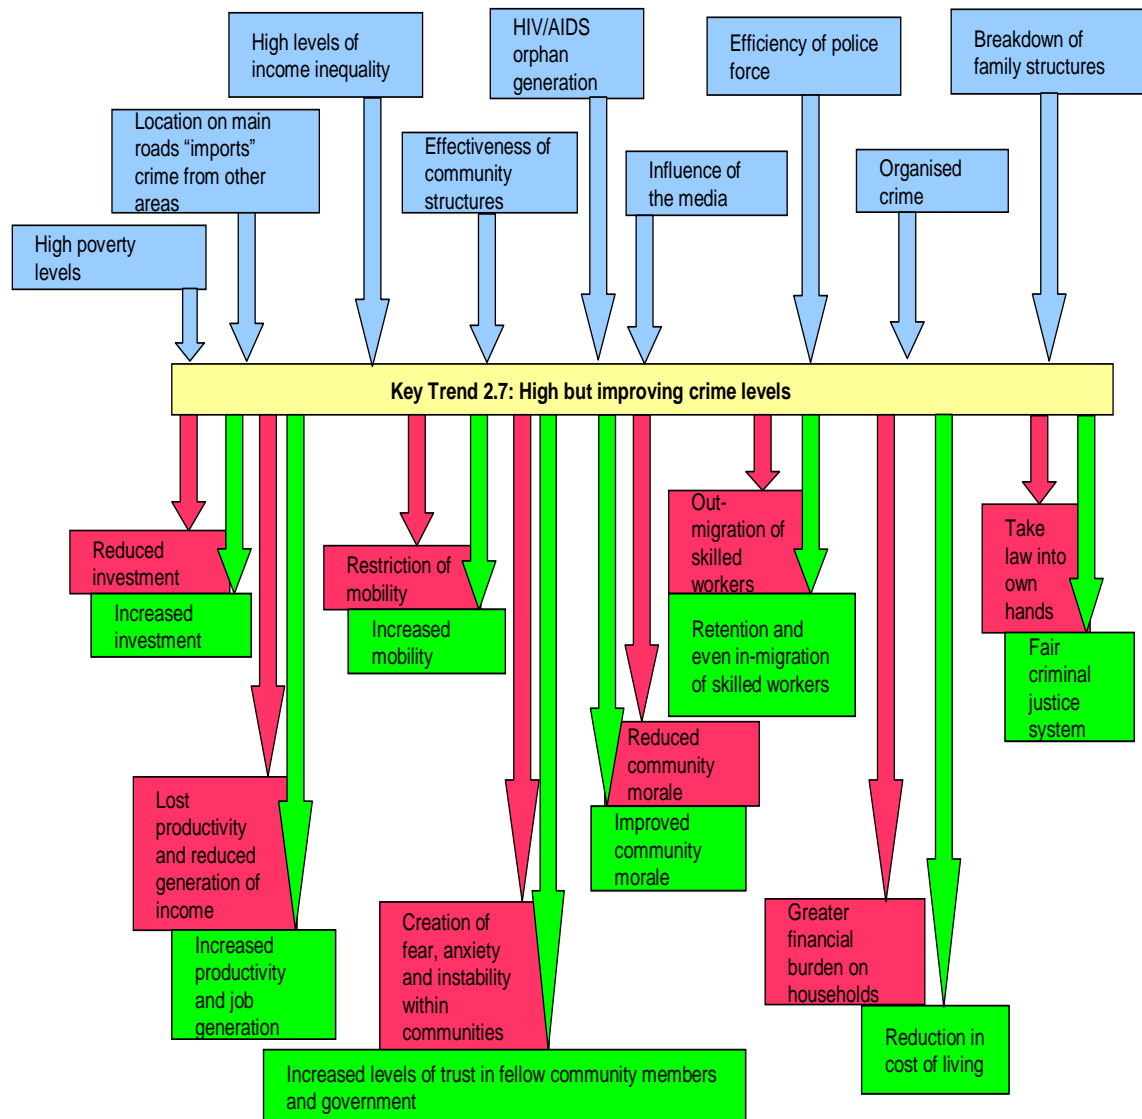 High levels of
income inequality
HIV/AIDS
orphan
generation
Efficiency of police
force
Breakdown of
family structures
Location on main
roads “imports”
crime from other
areas
Effectiveness of
community
structures
Influence of
the media
Organised
crime
High poverty
levels
Key Trend 2.7: High but improving crime levels
Reduced
investment
Increased
investment
Restriction of
mobility
Increased
mobility
Out-
migration of
skilled
workers
Retention and
even in-migration
of skilled workers
Take
law into
own
hands
Fair
criminal
justice
system
Lost
productivity
and reduced
generation of
income
Increased
productivity
and job
generation
Creation of
fear, anxiety
and instability
within
communities
Increased levels of trust in fellow community members
and government
Reduced
community
morale
Improved
community
morale
Greater
financial
burden on
households
Reduction in
cost of living